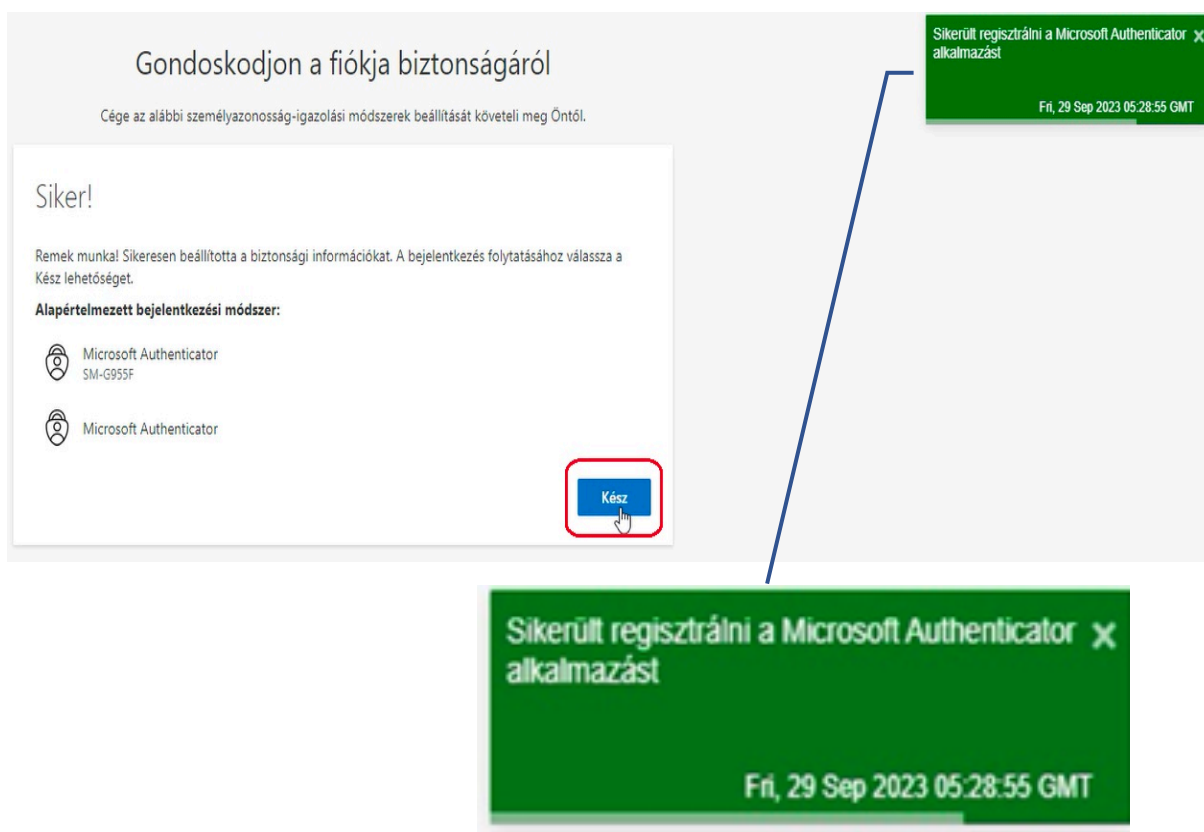 Gondoskodjon a fiókja biztonságáról
Cége az alábbi személyazonosság-igazolási módszerek beállítását követeli meg Öntől.
Siker!
Remek munka! Sikeresen beállította a biztonsági információkat. A bejelentkezés folytatásához válassza a
Kész lehetőséget.
Alapértelmezett bejelentkezési módszer:
Microsoft Authenticator
SM-G955F
Microsoft Authenticator
Kész
Sikerült regisztrálni a Microsoft Authenticator
alkalmazást
Fri, 29 Sep 2023 05:28:55 GMT
Sikerült regisztrálni a Microsoft Authenticator
alkalmazást
Fri, 29 Sep 2023 05:28:55 GMT